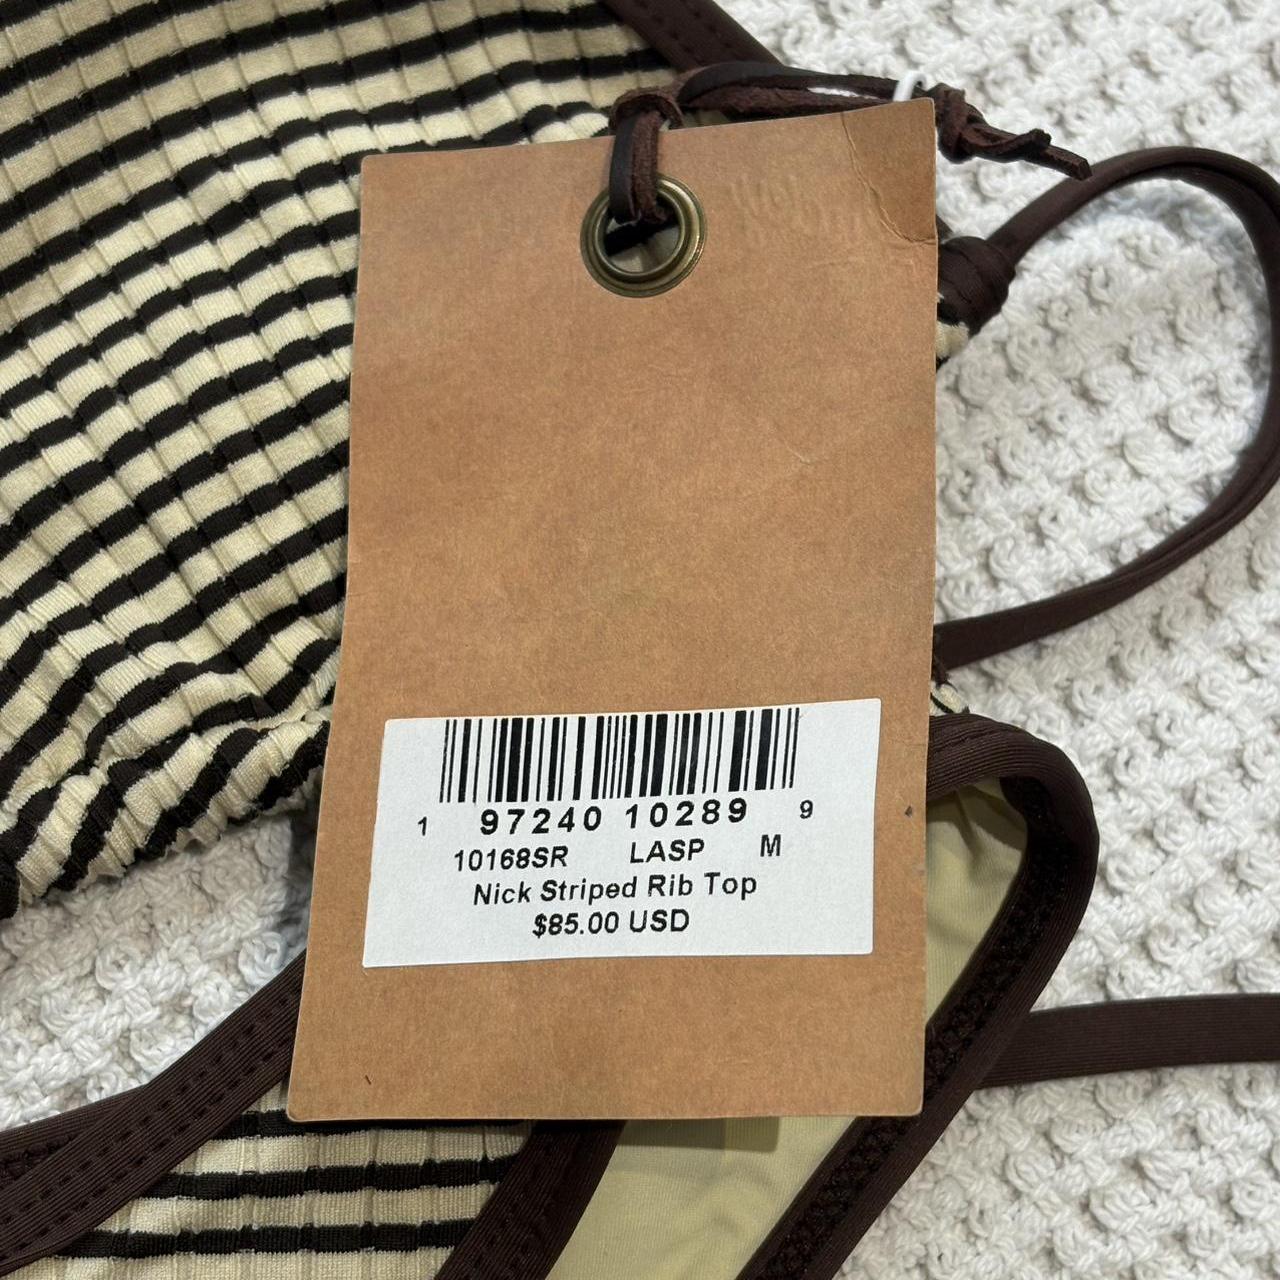 1 97240 10289 9
10168SR LASP M
Nick Striped Rib Top
$85.00 USD